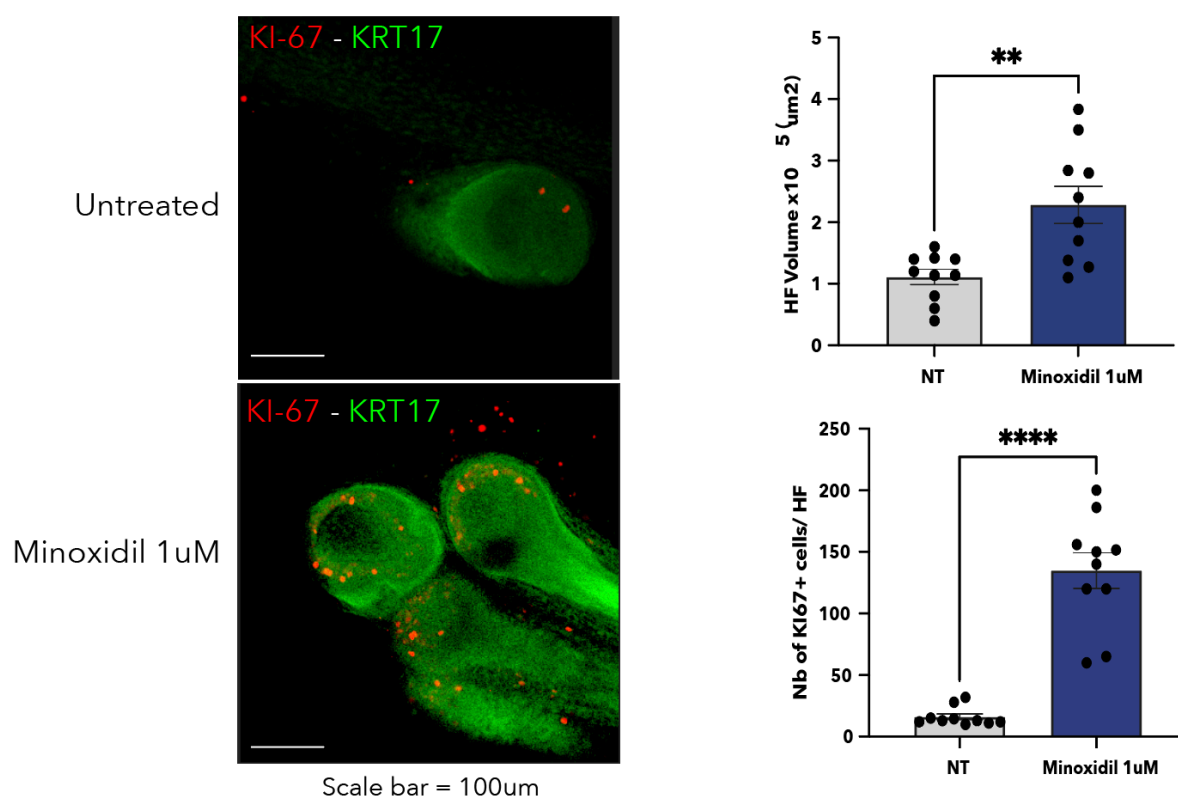 KI-67 - KRT17
Untreated
KI-67 - KRT17
Minoxidil 1uM
Scale bar = 100um
**
HF Volume x10 5 (um2)
5
4
3
2
1
0
NT
Minoxidil 1uM
****
Nb of KI67+ cells/ HF
250
200
150
100
50
0
NT
Minoxidil 1uM